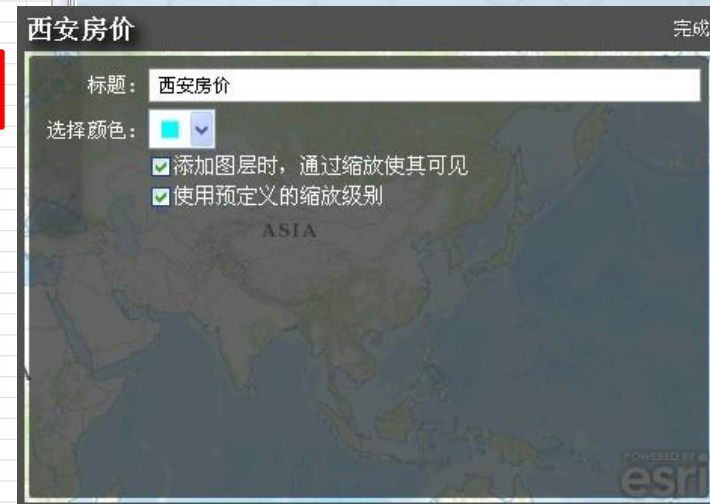 西安房价
完成
标题： 西安房价
选择颜色：
添加图层时，通过缩放使其可见
使用预定义的缩放级别
ASIA
POWERED BY
esri